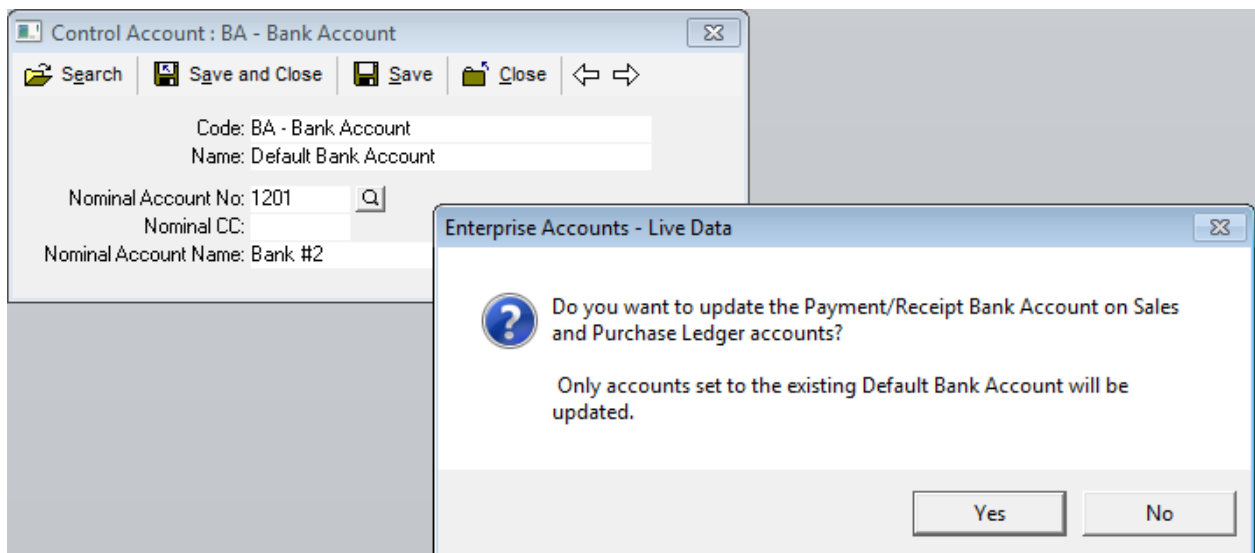 Control Account : BA - Bank Account
Search Save and Close Save Close
Code: BA - Bank Account
Name: Default Bank Account
Nominal Account No: 1201
Nominal CC:
Nominal Account Name: Bank #2
Enterprise Accounts - Live Data
Do you want to update the Payment/Receipt Bank Account on Sales
and Purchase Ledger accounts?
Only accounts set to the existing Default Bank Account will be
updated.
Yes No